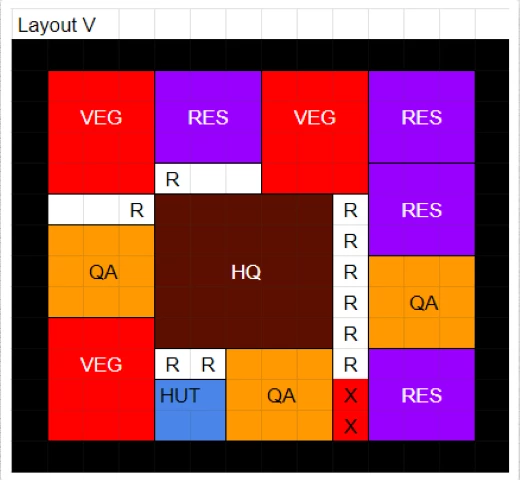 Layout V
VEG RES VEG RES
R
R R RES
R
QA HQ R
R QA
R
VEG R R R RES
HUT QA X
X